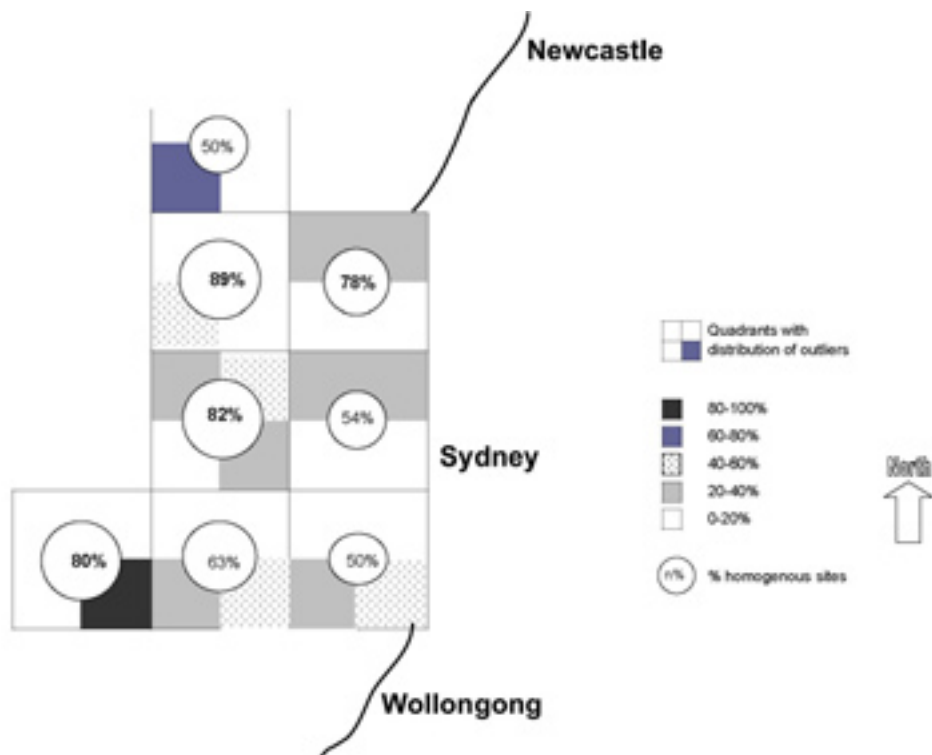 Newcastle
50%
89%
78%
Quadrants with
distribution of outliers
82%
54%
80-100%
60-80%
40-60%
20-40%
0-20%
North
Sydney
80%
63%
50%
n%
% homogenous sites
Wollongong